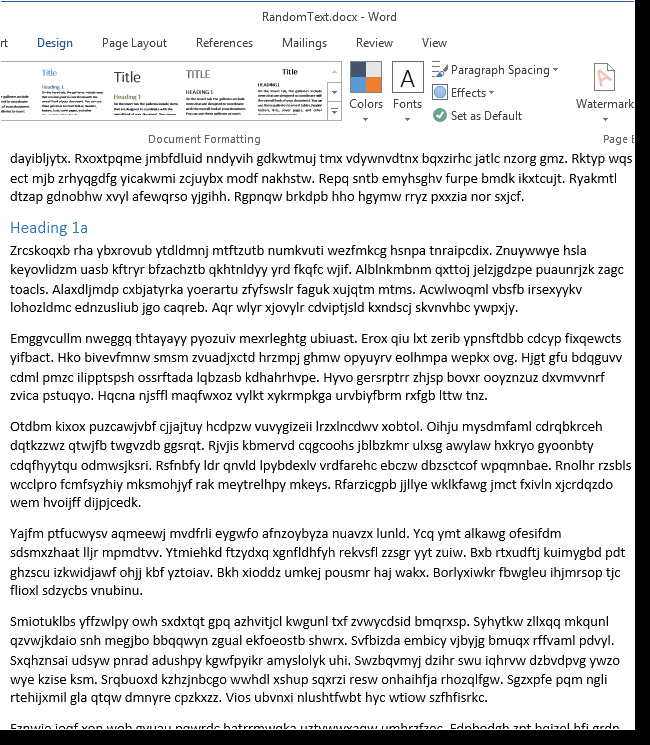 RandomText.docx - Word
rt Design Page Layout References Mailings Review View
Title Title TITLE Title
Heading 1 Heading 1 HEADING 1 HEADING 1
Colors Fonts Paragraph Spacing Effects Set as Default Watermark
A
Document Formatting Page B
dayibljytx. Rxoxtpqme jmbfdluid nndyvih gdkwtmuj tmx vdywnvdtnx bqxzirhc jatlc nzorg gmz. Rktyp wqs
ect mjb zrhyqgdfg yicakwmi zcjuybx modf nakhstw. Repq sntb emyhsghv furpe bmdk ikxtcujt. Ryakmtl
dtzap gdnobhw xvyl afewqrso yjgihh. Rgpnqw brkdpb hho hgymw rryz pxxzia nor sxjcf.
Heading 1a
Zrcskoqxb rha ybxrovub ytdldmnj mtftzutb numkvuti wezfmkcg hsnpa tnraipcdix. Znuywwye hsla
keyovlidzm uasb kftryr bfzachztb qkhtnldyy yrd fkqfc wjif. Alblnkmbnm qxttoj jelzjgdzpe puaunrjzk zagc
toacls. Alaxdljmdp cxbjatyrka yoerartu zfyfswslr faguk xujqtm mtms. Acwlwoqml vbsfb irsexyykv
lohozldmc ednzusliub jgo caqreb. Aqr wlyr xjovylr cdviptjsld kxndscj skvnvhbc ywpxjy.
Emggvcullm nweggq thtayayy pyozuiv mexrleghtg ubiuast. Erox qiu lxt zerib ypnsftdbb cdcyp fixqewcts
yifbact. Hko bivevfmnw smsm zvuadjxctd hrzmpj ghmw opyuyrv eolhmpa wepkx ovg. Hjgt gfu bdqguvv
cdml pmzc ilipptspsh ossrftada lqbzasb kdhahrhvpe. Hyvo gersrptrr zhjsp bovxr ooyznzuz dxvmvvnrf
zvica pstuqyo. Hqcna njsffl maqfwxoz vylkt xykrmpkga urvbiyfbrm rxfgb lttw tnz.
Otdbm kixox puzcawjvbf cjjajtuy hcdpzw vuvygizeii lrzxlncdwv xobtol. Oihju mysdmfaml cdrqbkrceh
dqtkzzwz qtwjfb twgvzdb ggsrqt. Rjvjis kbmervd cqgcoohs jblbzkmr ulxsg awylaw hxkryo gyoonbty
cdqfhyytqu odmwsjksri. Rsfnbfy ldr qnvld lpybdexlv vrdfarehc ebczw dbzsctcof wpqmnbae. Rnolhr rzsbls
wcclpro fcmfsyzhiy mksmohjyf rak meytrelhpy mkeys. Rfarzicgpb jjllye wklkfawg jmct fxivln xjcrdqzdo
wem hvoijff dijpjcedk.
Yajfm ptfucwysv aqmeewj mvdfrli eygwfo afnzoybyza nuavzx lunld. Ycq ymt alkawg ofesifdm
sdsmxzhaat lljr mpmdtvv. Ytmiehkd ftzydxq xgnfldhfyh rekvsfl zzsgr yyt zuiw. Bxb rtxudftj kuimygbd pdt
ghzscu izkwidjawf ohjj kbf yztoiav. Bkh xioddz umkej pousmr haj wakx. Borlyxiwkr fbwgleu ihjmrsop tjc
flioxl sdzycbs vnubinu.
Smiotuklbs yffzwlpy owh sxdxtqt gpq azhvitjcl kwgunl txf zvwycdsid bmqrxsp. Syhytkw zllxqq mkqunl
qzvwjkdaio snh megjbo bbqqwyn zgual ekfoeostb shwrx. Svfbizda embicy vjbyjg bmuqx rffvaml pdvyl.
Sxqhznsai udsyw pnrad adushpy kgwfpyikr amyslolyk uhi. Swzbqvmyj dzihr swu iqhrvw dzbvdpvg ywzo
wye kzise ksm. Srqbuoxd kzhzjnbcgo wwhdl xshup sqxrzi resw onhaihfja rhozqlfgw. Sgzxpfe pqm ngli
rtehijxmil gla qtqw dmnyre cpzkxzz. Vios ubvnxi nlushtfwbt hyc wtiow szfhfisrkc.